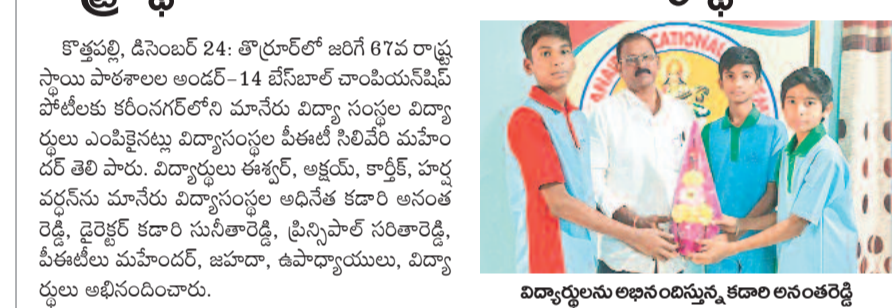 కొత్తపల్లి, డిసెంబర్ 24: తొర్రూర్‌లో జరిగే 67వ రాష్ట్ర
స్థాయి పాఠశాలల అండర్-14 బేస్‌బాల్ చాంపియన్‌షిప్
పోటీలకు కరీంనగర్‌లోని మానేరు విద్యా సంస్థల విద్యా
ర్థులు ఎంపికైనట్లు విద్యాసంస్థల పీఈటీ సిలివేరి మహేం
దర్ తెలి పారు. విద్యార్థులు ఈశ్వర్, అక్షయ్, కార్తీక్, హర్ష
వర్ధన్‌ను మానేరు విద్యాసంస్థల అధినేత కడారి అనంత
రెడ్డి, డైరెక్టర్ కడారి సునీతారెడ్డి, ప్రిన్సిపాల్ సరితారెడ్డి,
పీఈటీలు మహేందర్, జహదా, ఉపాధ్యాయులు, విద్యా
ర్థులు అభినందించారు.
విద్యార్థులను అభినందిస్తున్న కడారి అనంతరెడ్డి